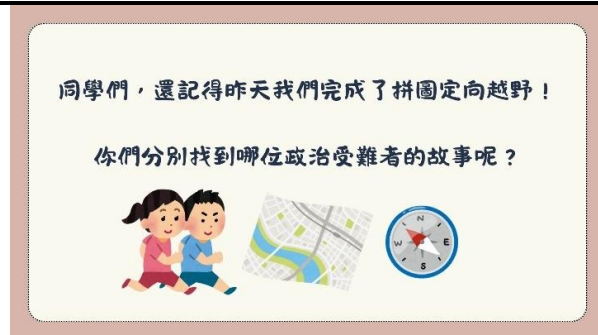 同學們，還記得昨天我們完成了拼圖定向越野！
你們分別找到哪位政治受難者的故事呢？
N
W
E
S